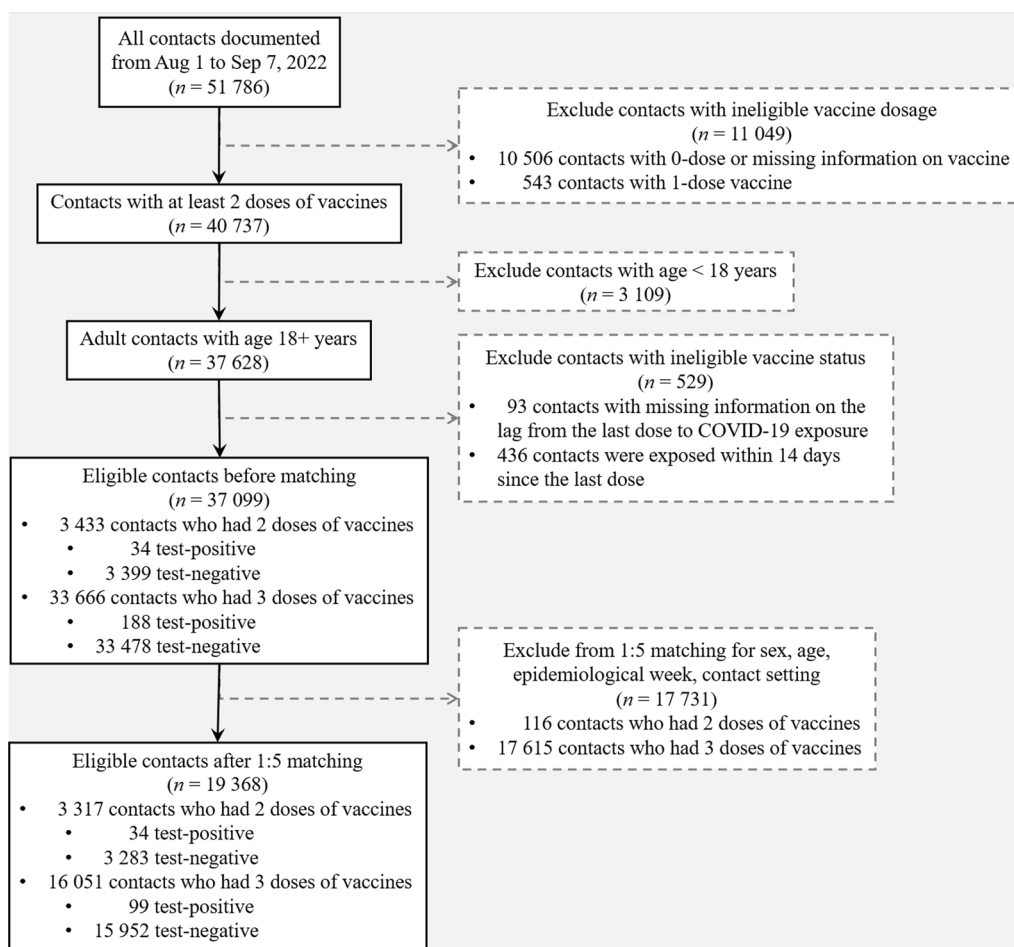 All contacts documented
from Aug 1 to Sep 7, 2022
(n = 51 786)
Exclude contacts with ineligible vaccine dosage
(n = 11 049)
• 10 506 contacts with 0-dose or missing information on vaccine
• 543 contacts with 1-dose vaccine
Contacts with at least 2 doses of vaccines
(n = 40 737)
Exclude contacts with age < 18 years
(n = 3 109)
Adult contacts with age 18+ years
(n = 37 628)
Exclude contacts with ineligible vaccine status
(n = 529)
• 93 contacts with missing information on the
lag from the last dose to COVID-19 exposure
• 436 contacts were exposed within 14 days
since the last dose
Eligible contacts before matching
(n = 37 099)
• 3 433 contacts who had 2 doses of vaccines
• 34 test-positive
• 3 399 test-negative
• 33 666 contacts who had 3 doses of vaccines
• 188 test-positive
• 33 478 test-negative
Exclude from 1:5 matching for sex, age,
epidemiological week, contact setting
(n = 17 731)
• 116 contacts who had 2 doses of vaccines
• 17 615 contacts who had 3 doses of vaccines
Eligible contacts after 1:5 matching
(n = 19 368)
• 3 317 contacts who had 2 doses of vaccines
• 34 test-positive
• 3 283 test-negative
• 16 051 contacts who had 3 doses of vaccines
• 99 test-positive
• 15 952 test-negative